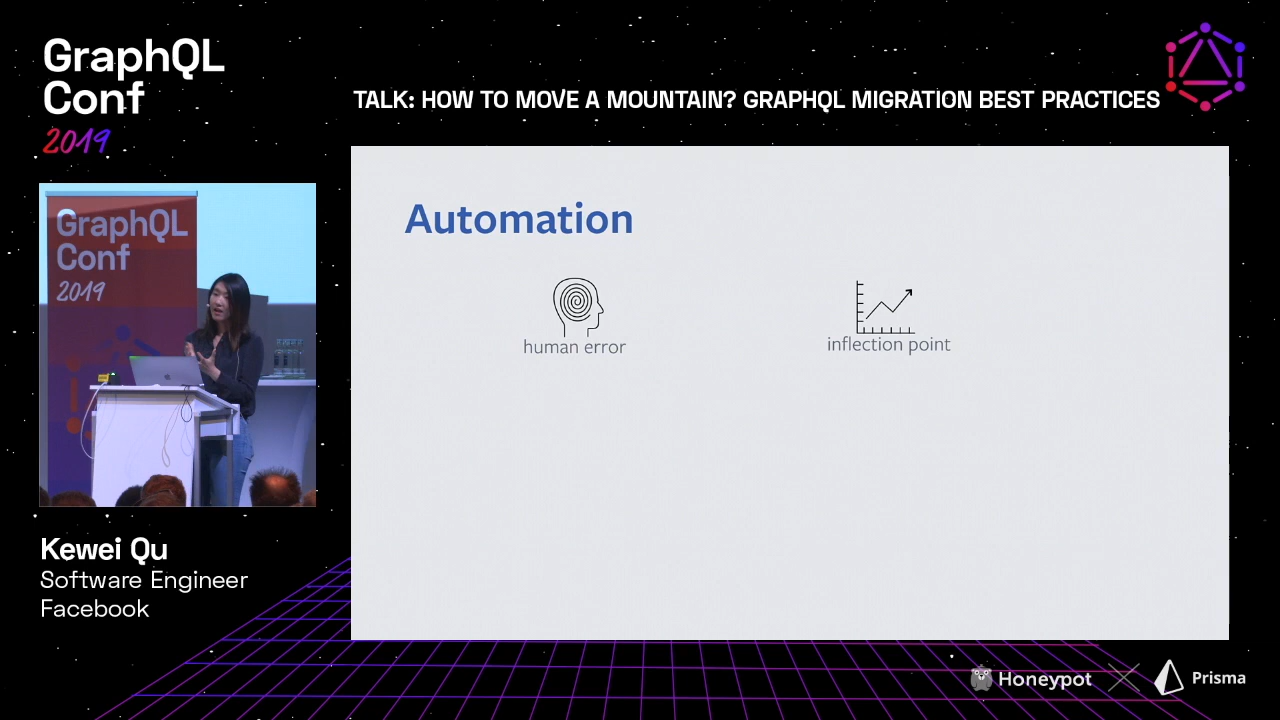 GraphQL
Conf
2019
TALK: HOW TO MOVE A MOUNTAIN? GRAPHQL MIGRATION BEST PRACTICES
GraphQL
Conf
2019
Automation
human error
inflection point
Kewei Qu
Software Engineer
Facebook
Honeypot
Prisma